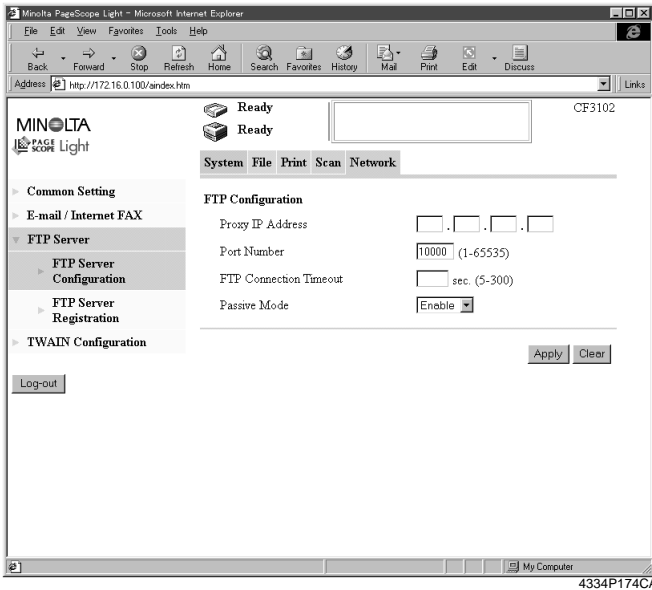 Minolta PageScope Light - Microsoft Internet Explorer
File Edit View Favorites Tools Help
Back Forward Stop Refresh Home Search Favorites History Mail Print Edit Discuss
Address http://172.16.0.100/aindex.htm Links
MINOLTA
PAGE SCOPE Light
Ready
Ready
CF3102
System File Print Scan Network
Common Setting
E-mail / Internet FAX
FTP Server
FTP Server Configuration
FTP Server Registration
TWAIN Configuration
Log-out
FTP Configuration
Proxy IP Address . . .
Port Number 10000 (1-65535)
FTP Connection Timeout sec. (5-300)
Passive Mode Enable
Apply Clear
My Computer
4334P174CA